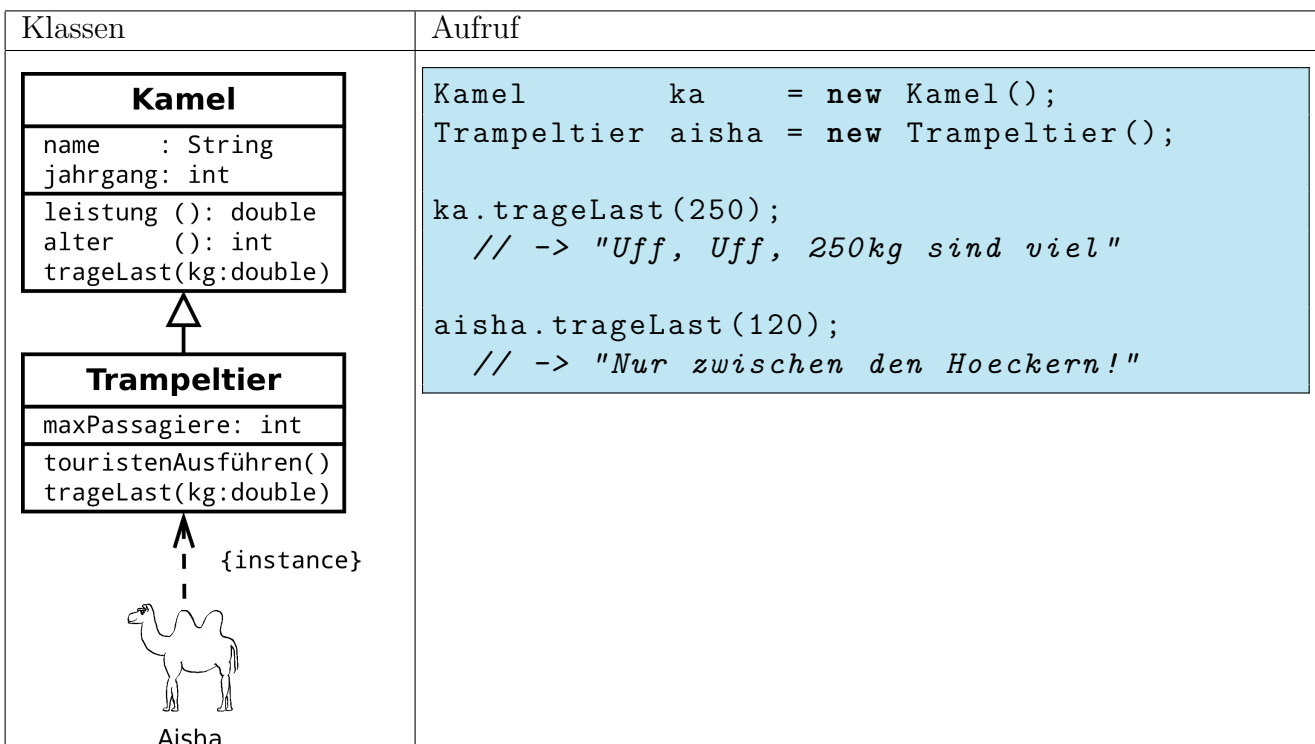 Klassen
Aufruf
Kamel
name : String
jahrgang: int
leistung (): double
alter (): int
trageLast(kg:double)
Trampeltier
maxPassagiere: int
touristenAusführen()
trageLast(kg:double)
{instance}
Aisha
Kamel ka = new Kamel();
Trampeltier aisha = new Trampeltier();
ka.trageLast(250);
// -> "Uff, Uff, 250kg sind viel"
aisha.trageLast(120);
// -> "Nur zwischen den Hoeckern!"